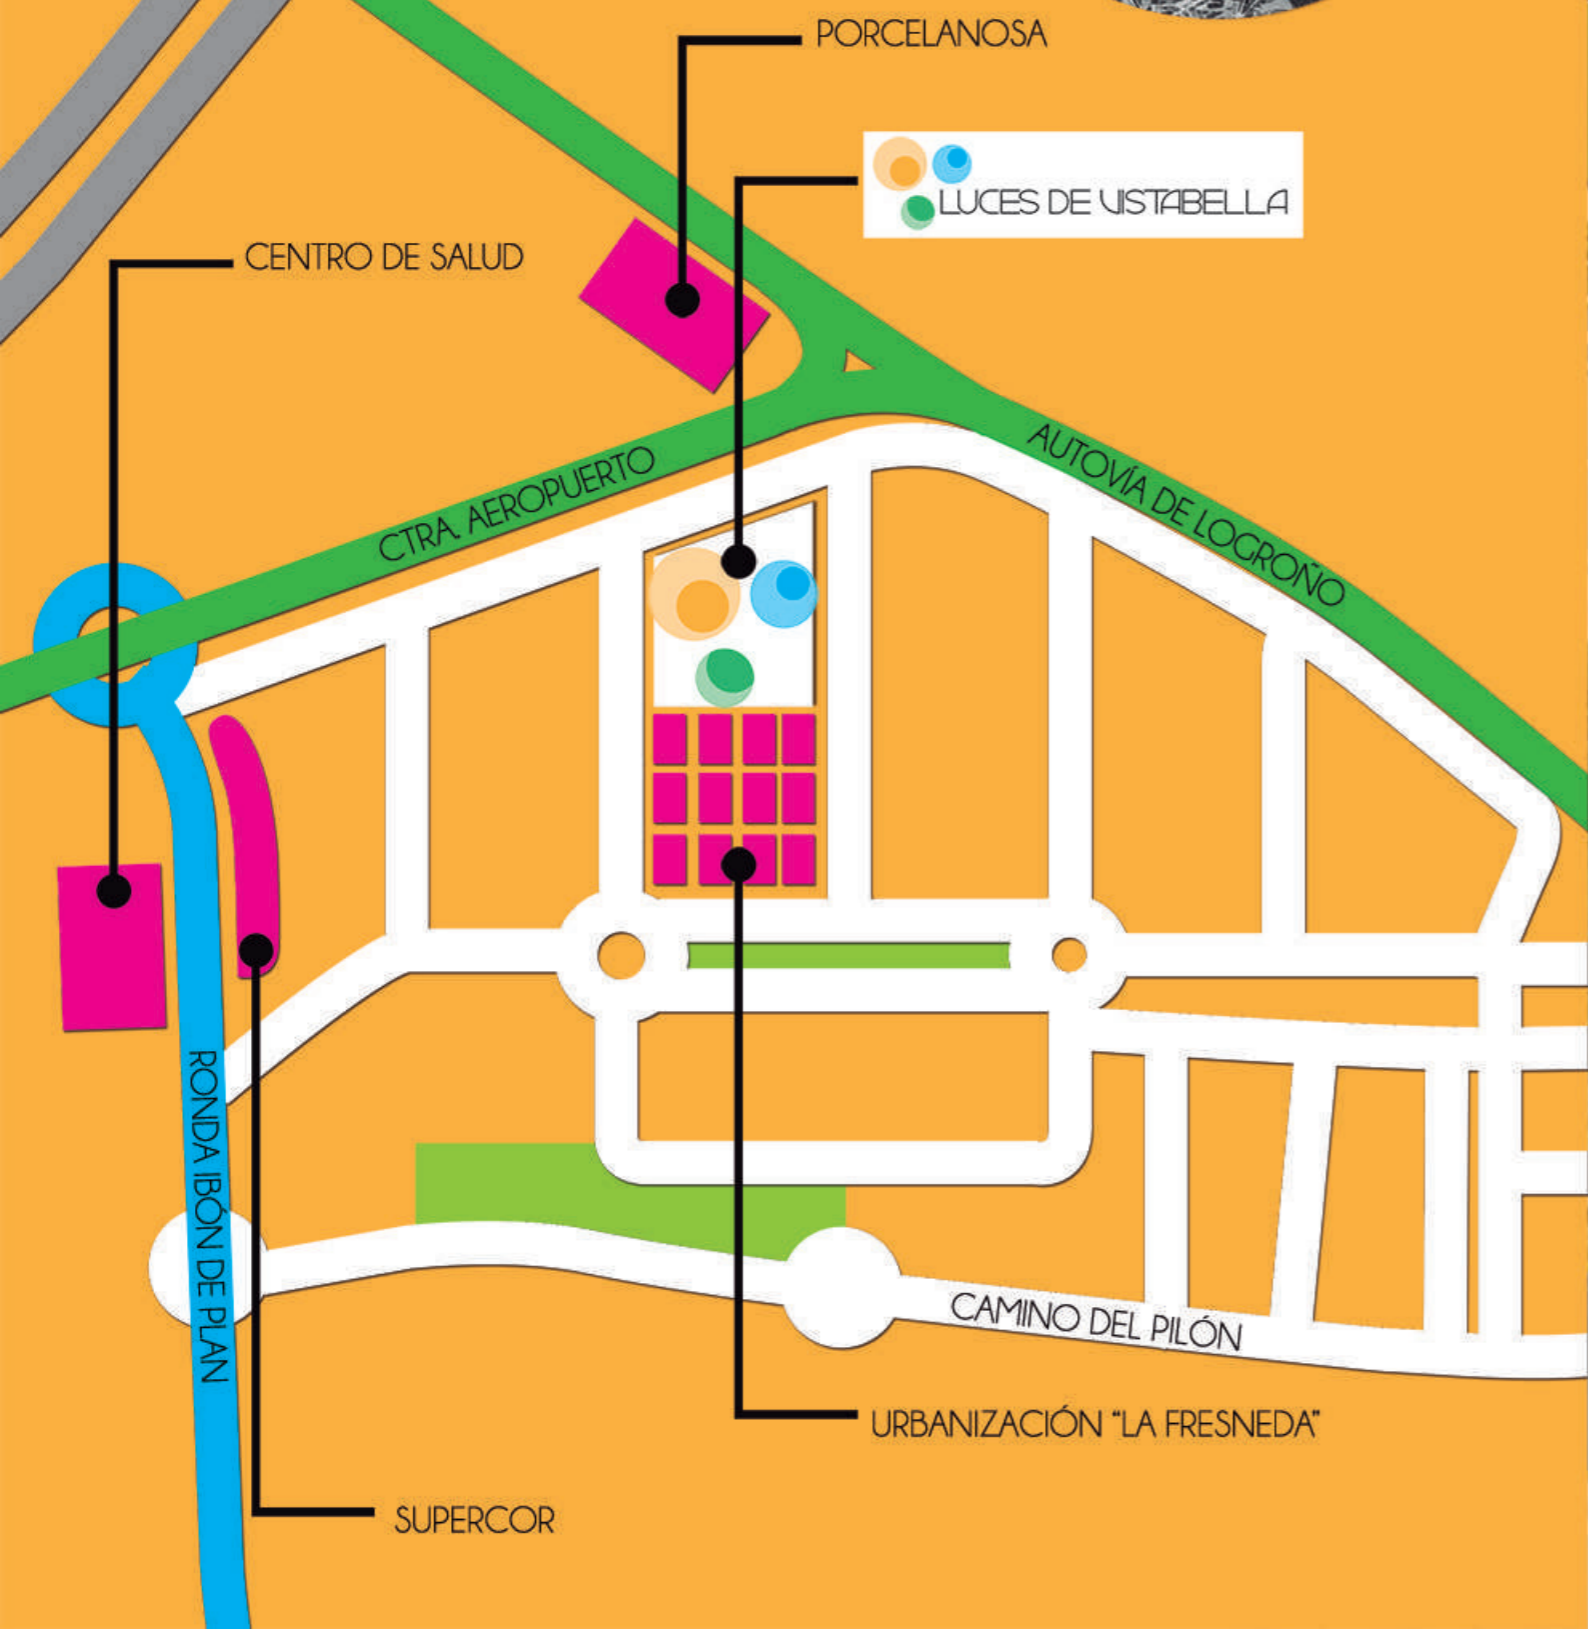 PORCELANOSA
LUCES DE VISTABELLA
CENTRO DE SALUD
CTRA. AEROPUERTO
AUTOVÍA DE LOGROÑO
RONDA IBÓN DE PLAN
CAMINO DEL PILÓN
URBANIZACIÓN “LA FRESNEDA”
SUPERCOR